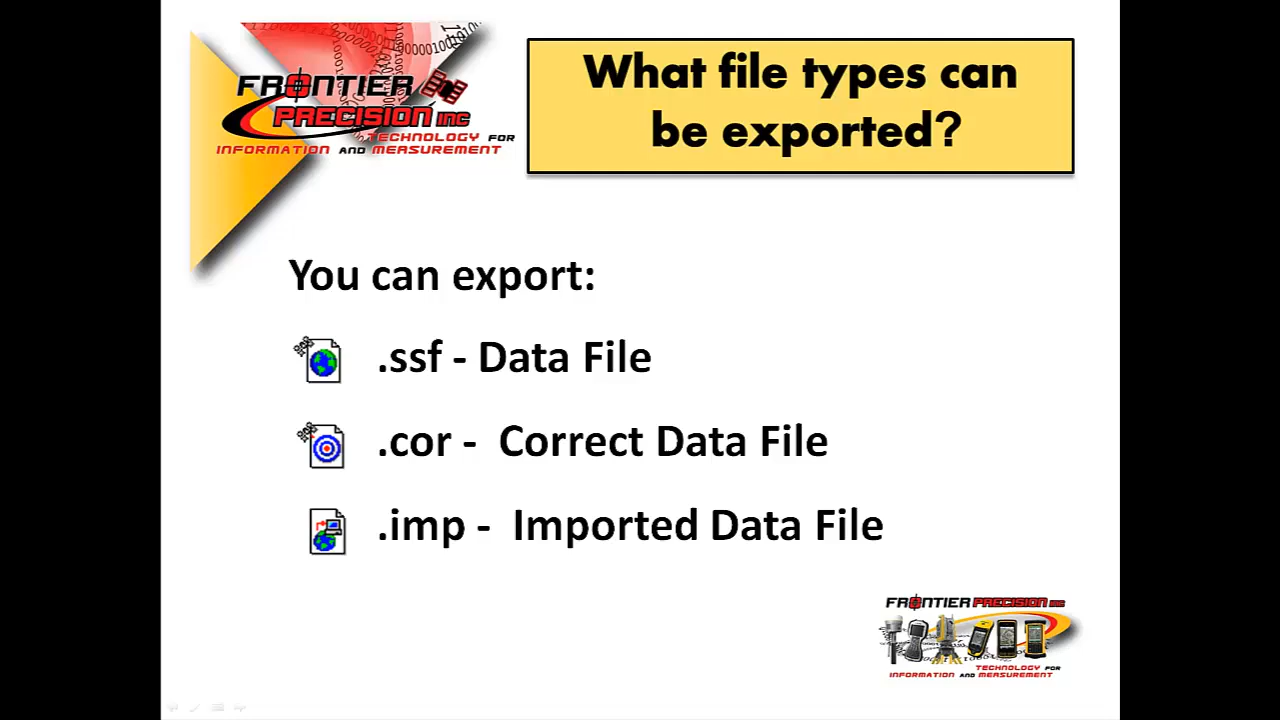 FRONTIER
PRECISION INC
TECHNOLOGY FOR
INFORMATION AND MEASUREMENT
What file types can
be exported?
You can export:
.ssf - Data File
.cor - Correct Data File
.imp - Imported Data File
FRONTIER PRECISION INC
TECHNOLOGY FOR
INFORMATION AND MEASUREMENT